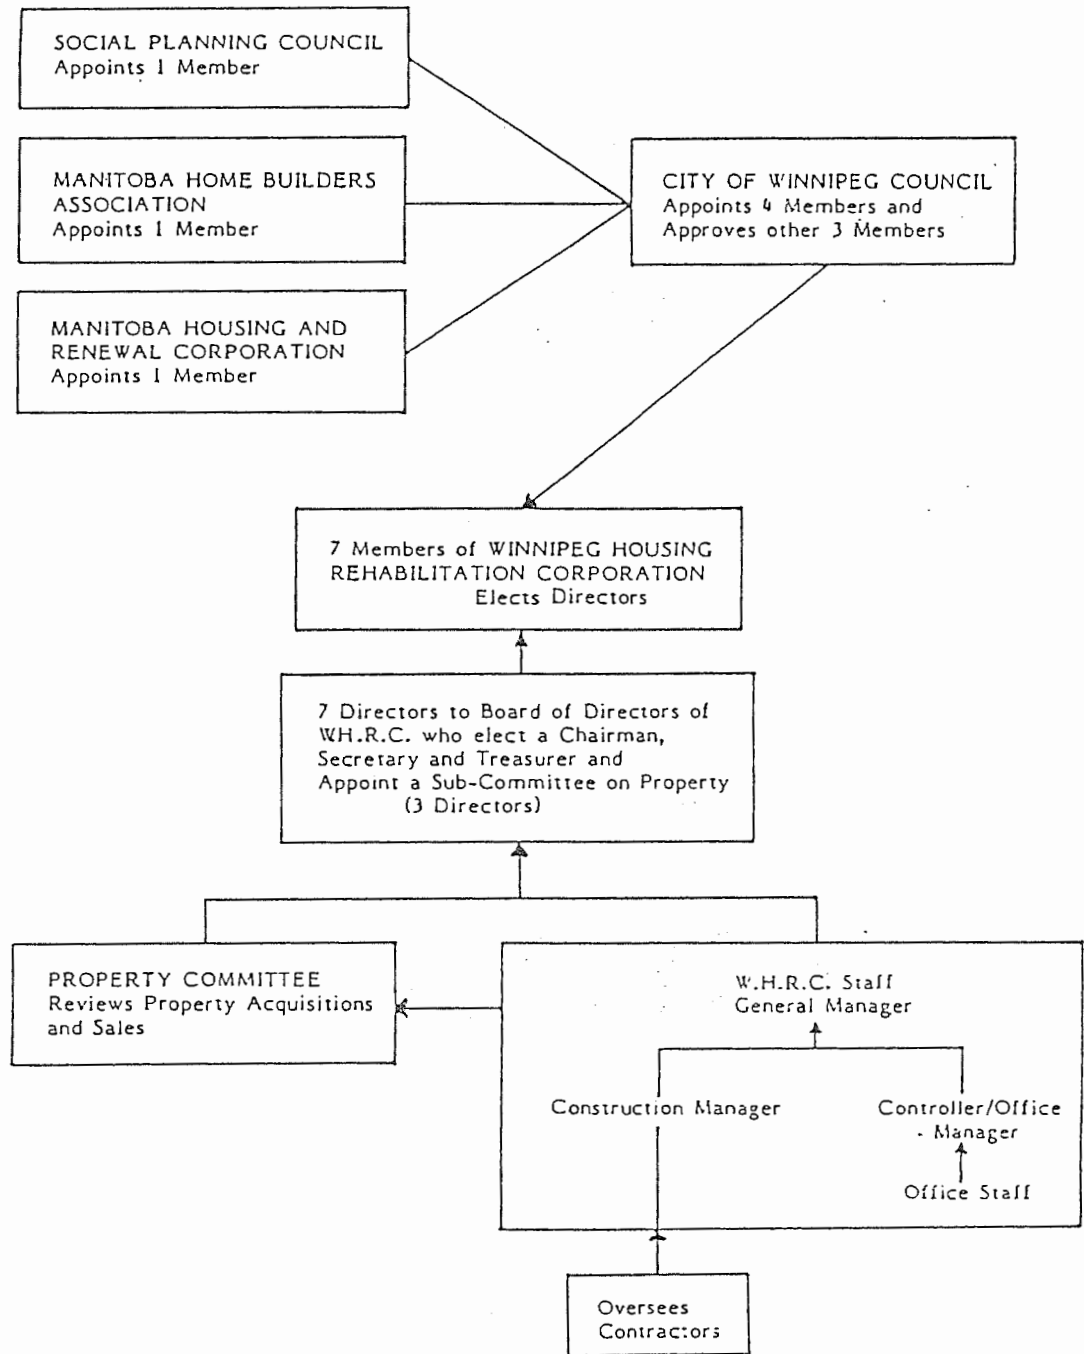 SOCIAL PLANNING COUNCIL
Appoints 1 Member
MANITOBA HOME BUILDERS
ASSOCIATION
Appoints 1 Member
MANITOBA HOUSING AND
RENEWAL CORPORATION
Appoints 1 Member
CITY OF WINNIPEG COUNCIL
Appoints 4 Members and
Approves other 3 Members
7 Members of WINNIPEG HOUSING
REHABILITATION CORPORATION
Elects Directors
7 Directors to Board of Directors of
W.H.R.C. who elect a Chairman,
Secretary and Treasurer and
Appoint a Sub-Committee on Property
(3 Directors)
PROPERTY COMMITTEE
Reviews Property Acquisitions
and Sales
W.H.R.C. Staff
General Manager
Construction Manager
Controller/Office
Manager
Office Staff
Oversees
Contractors